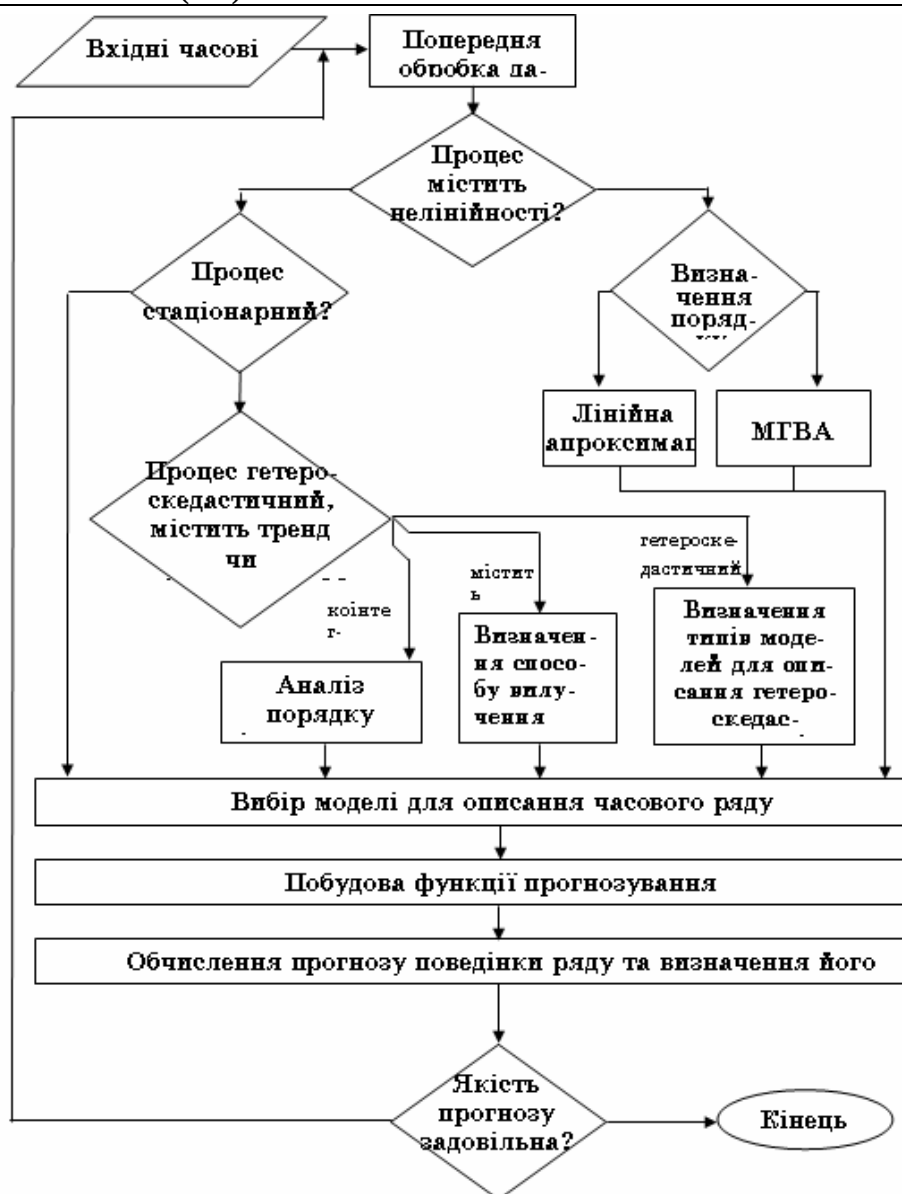 Вхідні часові
Попередня
обробка да-
Процес
містить
нелінійності?
Процес
стаціонарний?
Визна-
чення
поряд-
Лінійна
апроксимац
МГВА
Процес гетеро-
скедастичний,
містить тренд
чи
коінте
г-
містит
ь
гетероске-
дастичний
Аналіз
порядку
Визначен-
ня спосо-
бу вилу-
чення
Визначення
типів моде-
лей для опи-
сання гетеро-
скедас-
Вибір моделі для описання часового ряду
Побудова функції прогнозування
Обчислення прогнозу поведінки ряду та визначення його
Якість
прогнозу
задовільна?
Кінець